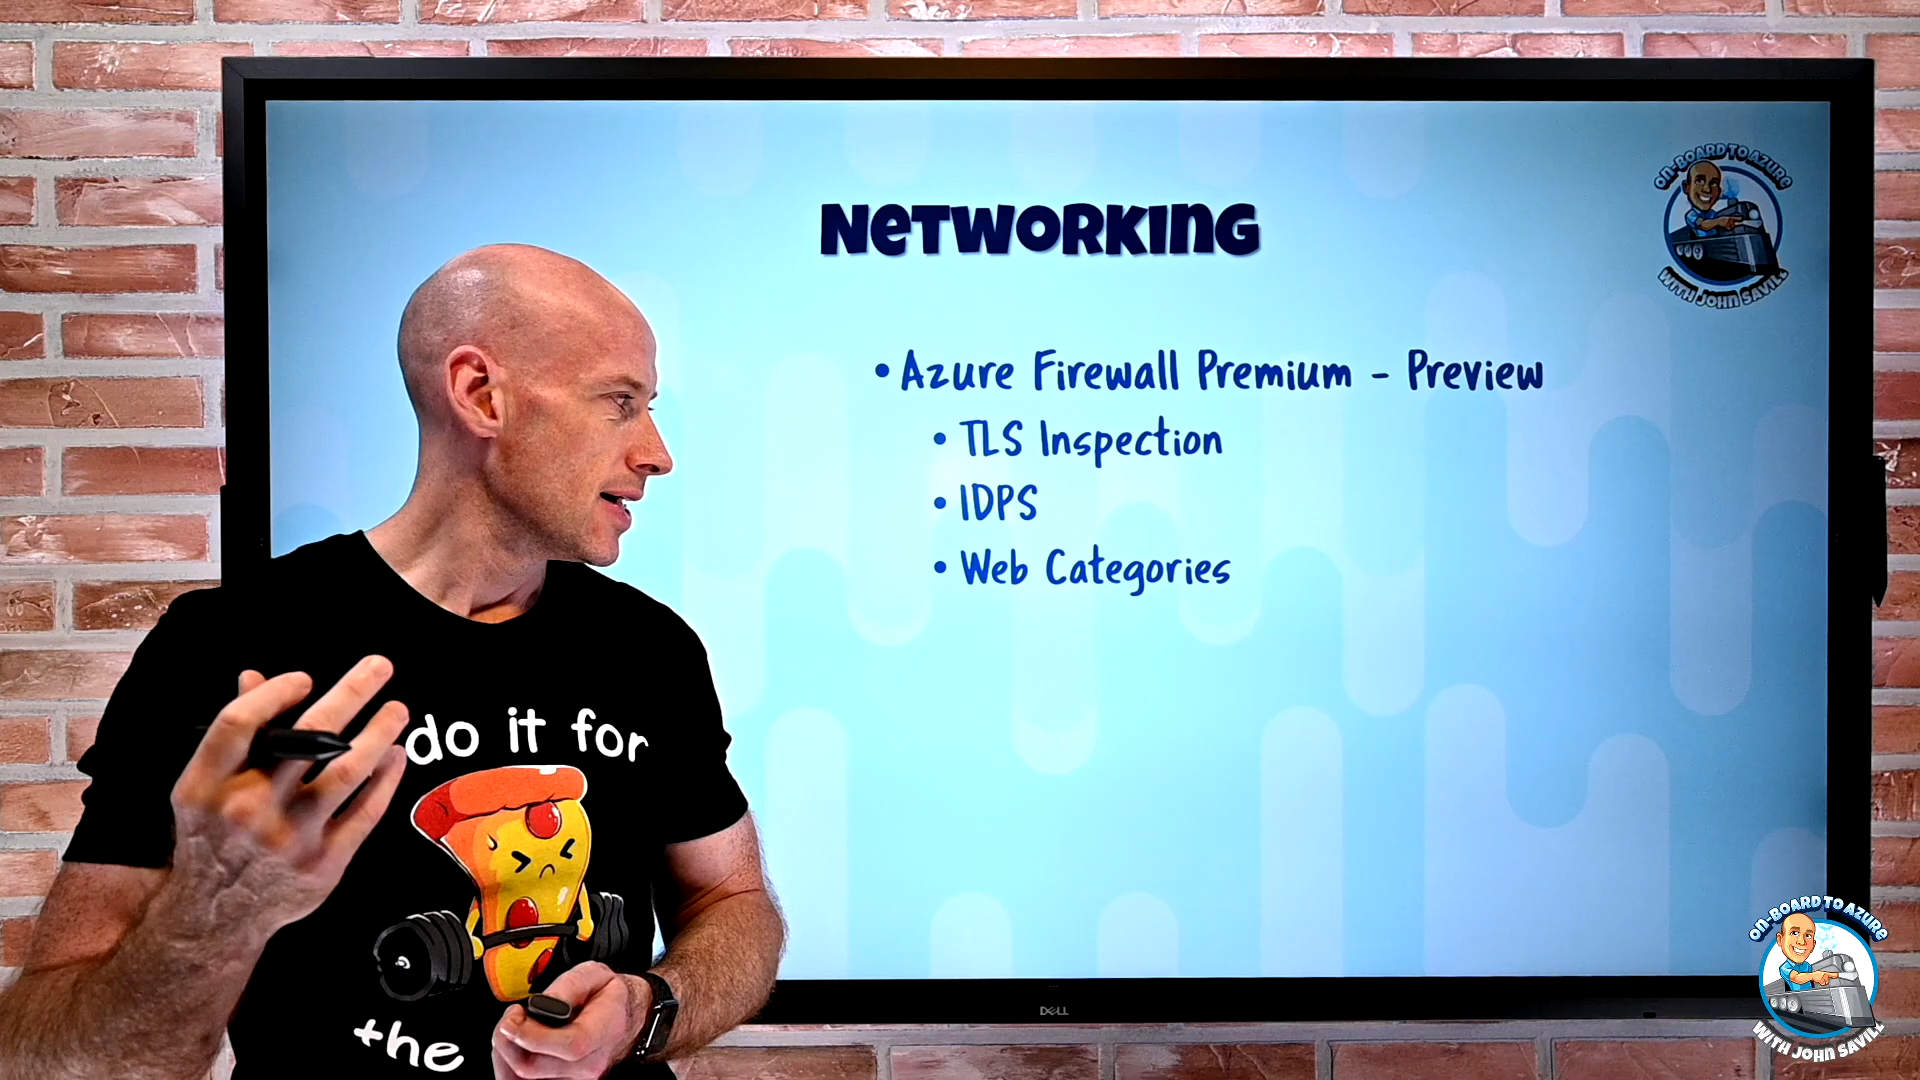 ON-BOARD TO AZURE
WITH JOHN SAVILL
NETWORKING
• Azure Firewall Premium - Preview
• TLS Inspection
• IDPS
• Web Categories
do it for
the
DELL
ON-BOARD TO AZURE
WITH JOHN SAVILL